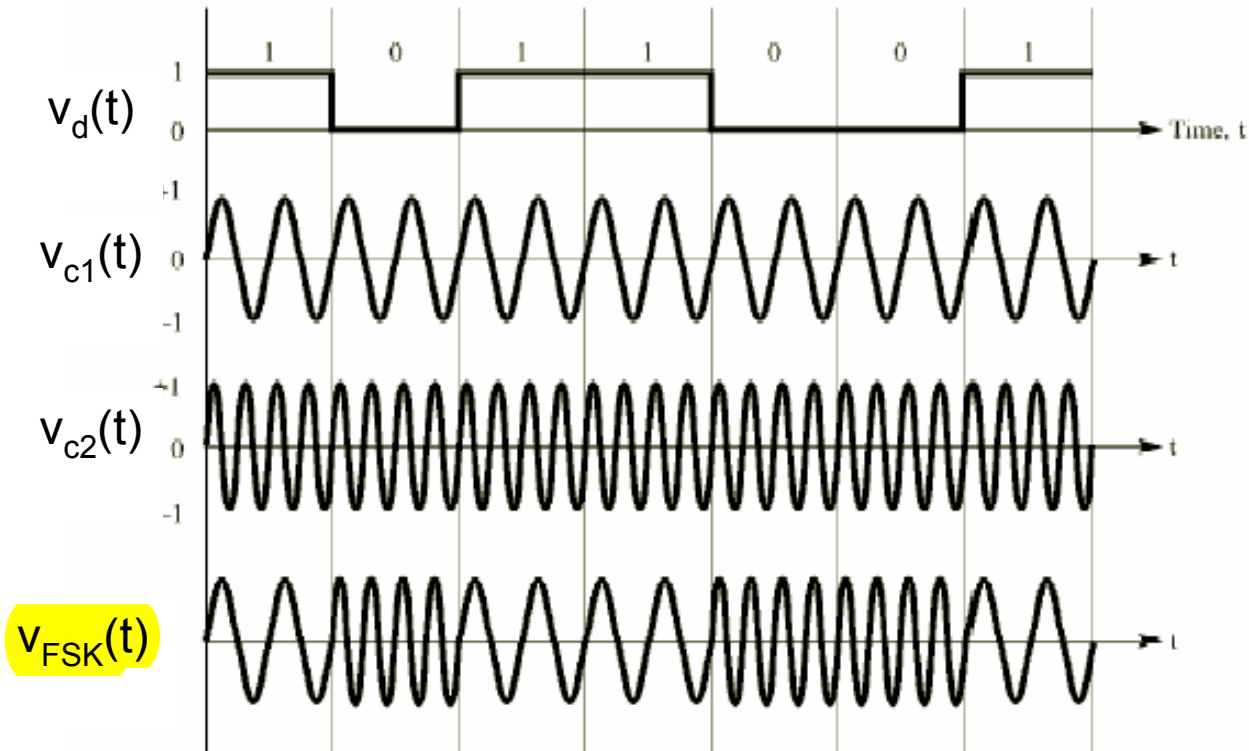 1 0 1 1 0 0 1
1
v_d(t)
0
Time, t
+1
v_c1(t)
0
t
-1
+1
v_c2(t)
0
t
-1
v_FSK(t)
t